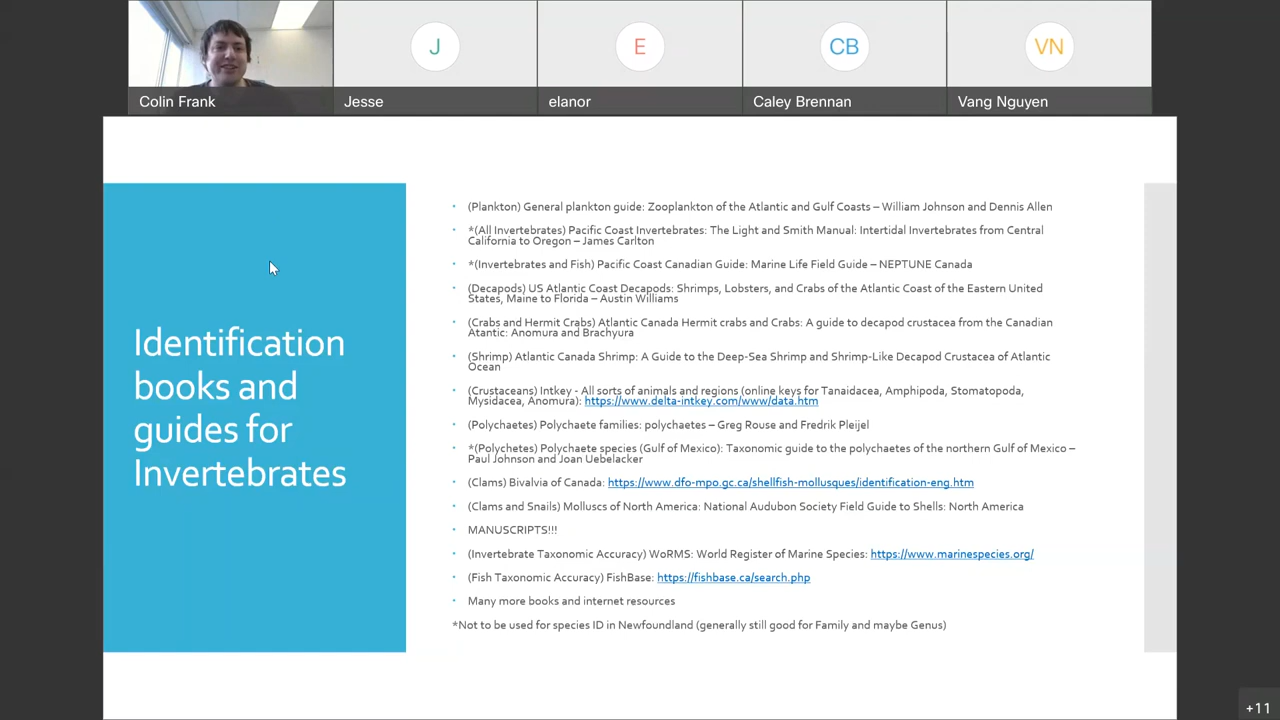 J
E
CB
VN
Colin Frank
Jesse
elanor
Caley Brennan
Vang Nguyen
Identification
books and
guides for
Invertebrates
(Plankton) General plankton guide: Zooplankton of the Atlantic and Gulf Coasts – William Johnson and Dennis Allen
*(All Invertebrates) Pacific Coast Invertebrates: The Light and Smith Manual: Intertidal Invertebrates from Central
California to Oregon – James Carlton
*(Invertebrates and Fish) Pacific Coast Canadian Guide: Marine Life Field Guide – NEPTUNE Canada
(Decapods) US Atlantic Coast Decapods: Shrimps, Lobsters, and Crabs of the Atlantic Coast of the Eastern United
States, Maine to Florida – Austin Williams
(Crabs and Hermit Crabs) Atlantic Canada Hermit crabs and Crabs: A guide to decapod crustacea from the Canadian
Atantic: Anomura and Brachyura
(Shrimp) Atlantic Canada Shrimp: A Guide to the Deep-Sea Shrimp and Shrimp-Like Decapod Crustacea of Atlantic
Ocean
(Crustaceans) Intkey - All sorts of animals and regions (online keys for Tanaidacea, Amphipoda, Stomatopoda,
Mysidacea, Anomura): https://www.delta-intkey.com/www/data.htm
(Polychaetes) Polychaete families: polychaetes – Greg Rouse and Fredrik Pleijel
*(Polychetes) Polychaete species (Gulf of Mexico): Taxonomic guide to the polychaetes of the northern Gulf of Mexico –
Paul Johnson and Joan Uebelacker
(Clams) Bivalvia of Canada: https://www.dfo-mpo.gc.ca/shellfish-mollusques/identification-eng.htm
(Clams and Snails) Molluscs of North America: National Audubon Society Field Guide to Shells: North America
MANUSCRIPTS!!!
(Invertebrate Taxonomic Accuracy) WoRMS: World Register of Marine Species: https://www.marinespecies.org/
(Fish Taxonomic Accuracy) FishBase: https://fishbase.ca/search.php
Many more books and internet resources
*Not to be used for species ID in Newfoundland (generally still good for Family and maybe Genus)
+11